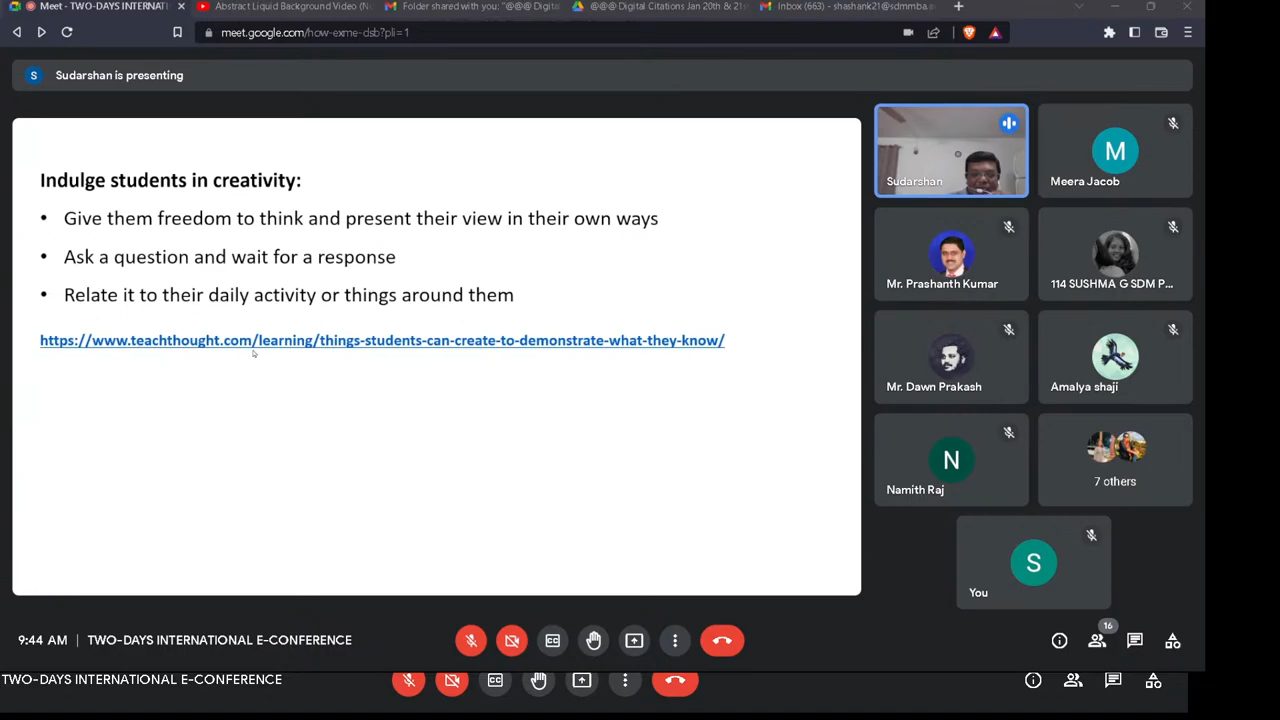 Meet - TWO-DAYS INTERNATI
Abstract Liquid Background Video (No
Folder shared with you: "@@@ Digital
@@@ Digital Citations Jan 20th & 21st
Inbox (663) - shashank21@sdmmba.a
meet.google.com/how-exme-dsb?pli=1
S
Sudarshan is presenting
Indulge students in creativity:
• Give them freedom to think and present their view in their own ways
• Ask a question and wait for a response
• Relate it to their daily activity or things around them
https://www.teachthought.com/learning/things-students-can-create-to-demonstrate-what-they-know/
Sudarshan
M
Meera Jacob
Mr. Prashanth Kumar
114 SUSHMA G SDM P...
Mr. Dawn Prakash
Amalya shaji
N
Namith Raj
7 others
S
You
9:44 AM | TWO-DAYS INTERNATIONAL E-CONFERENCE
16
TWO-DAYS INTERNATIONAL E-CONFERENCE